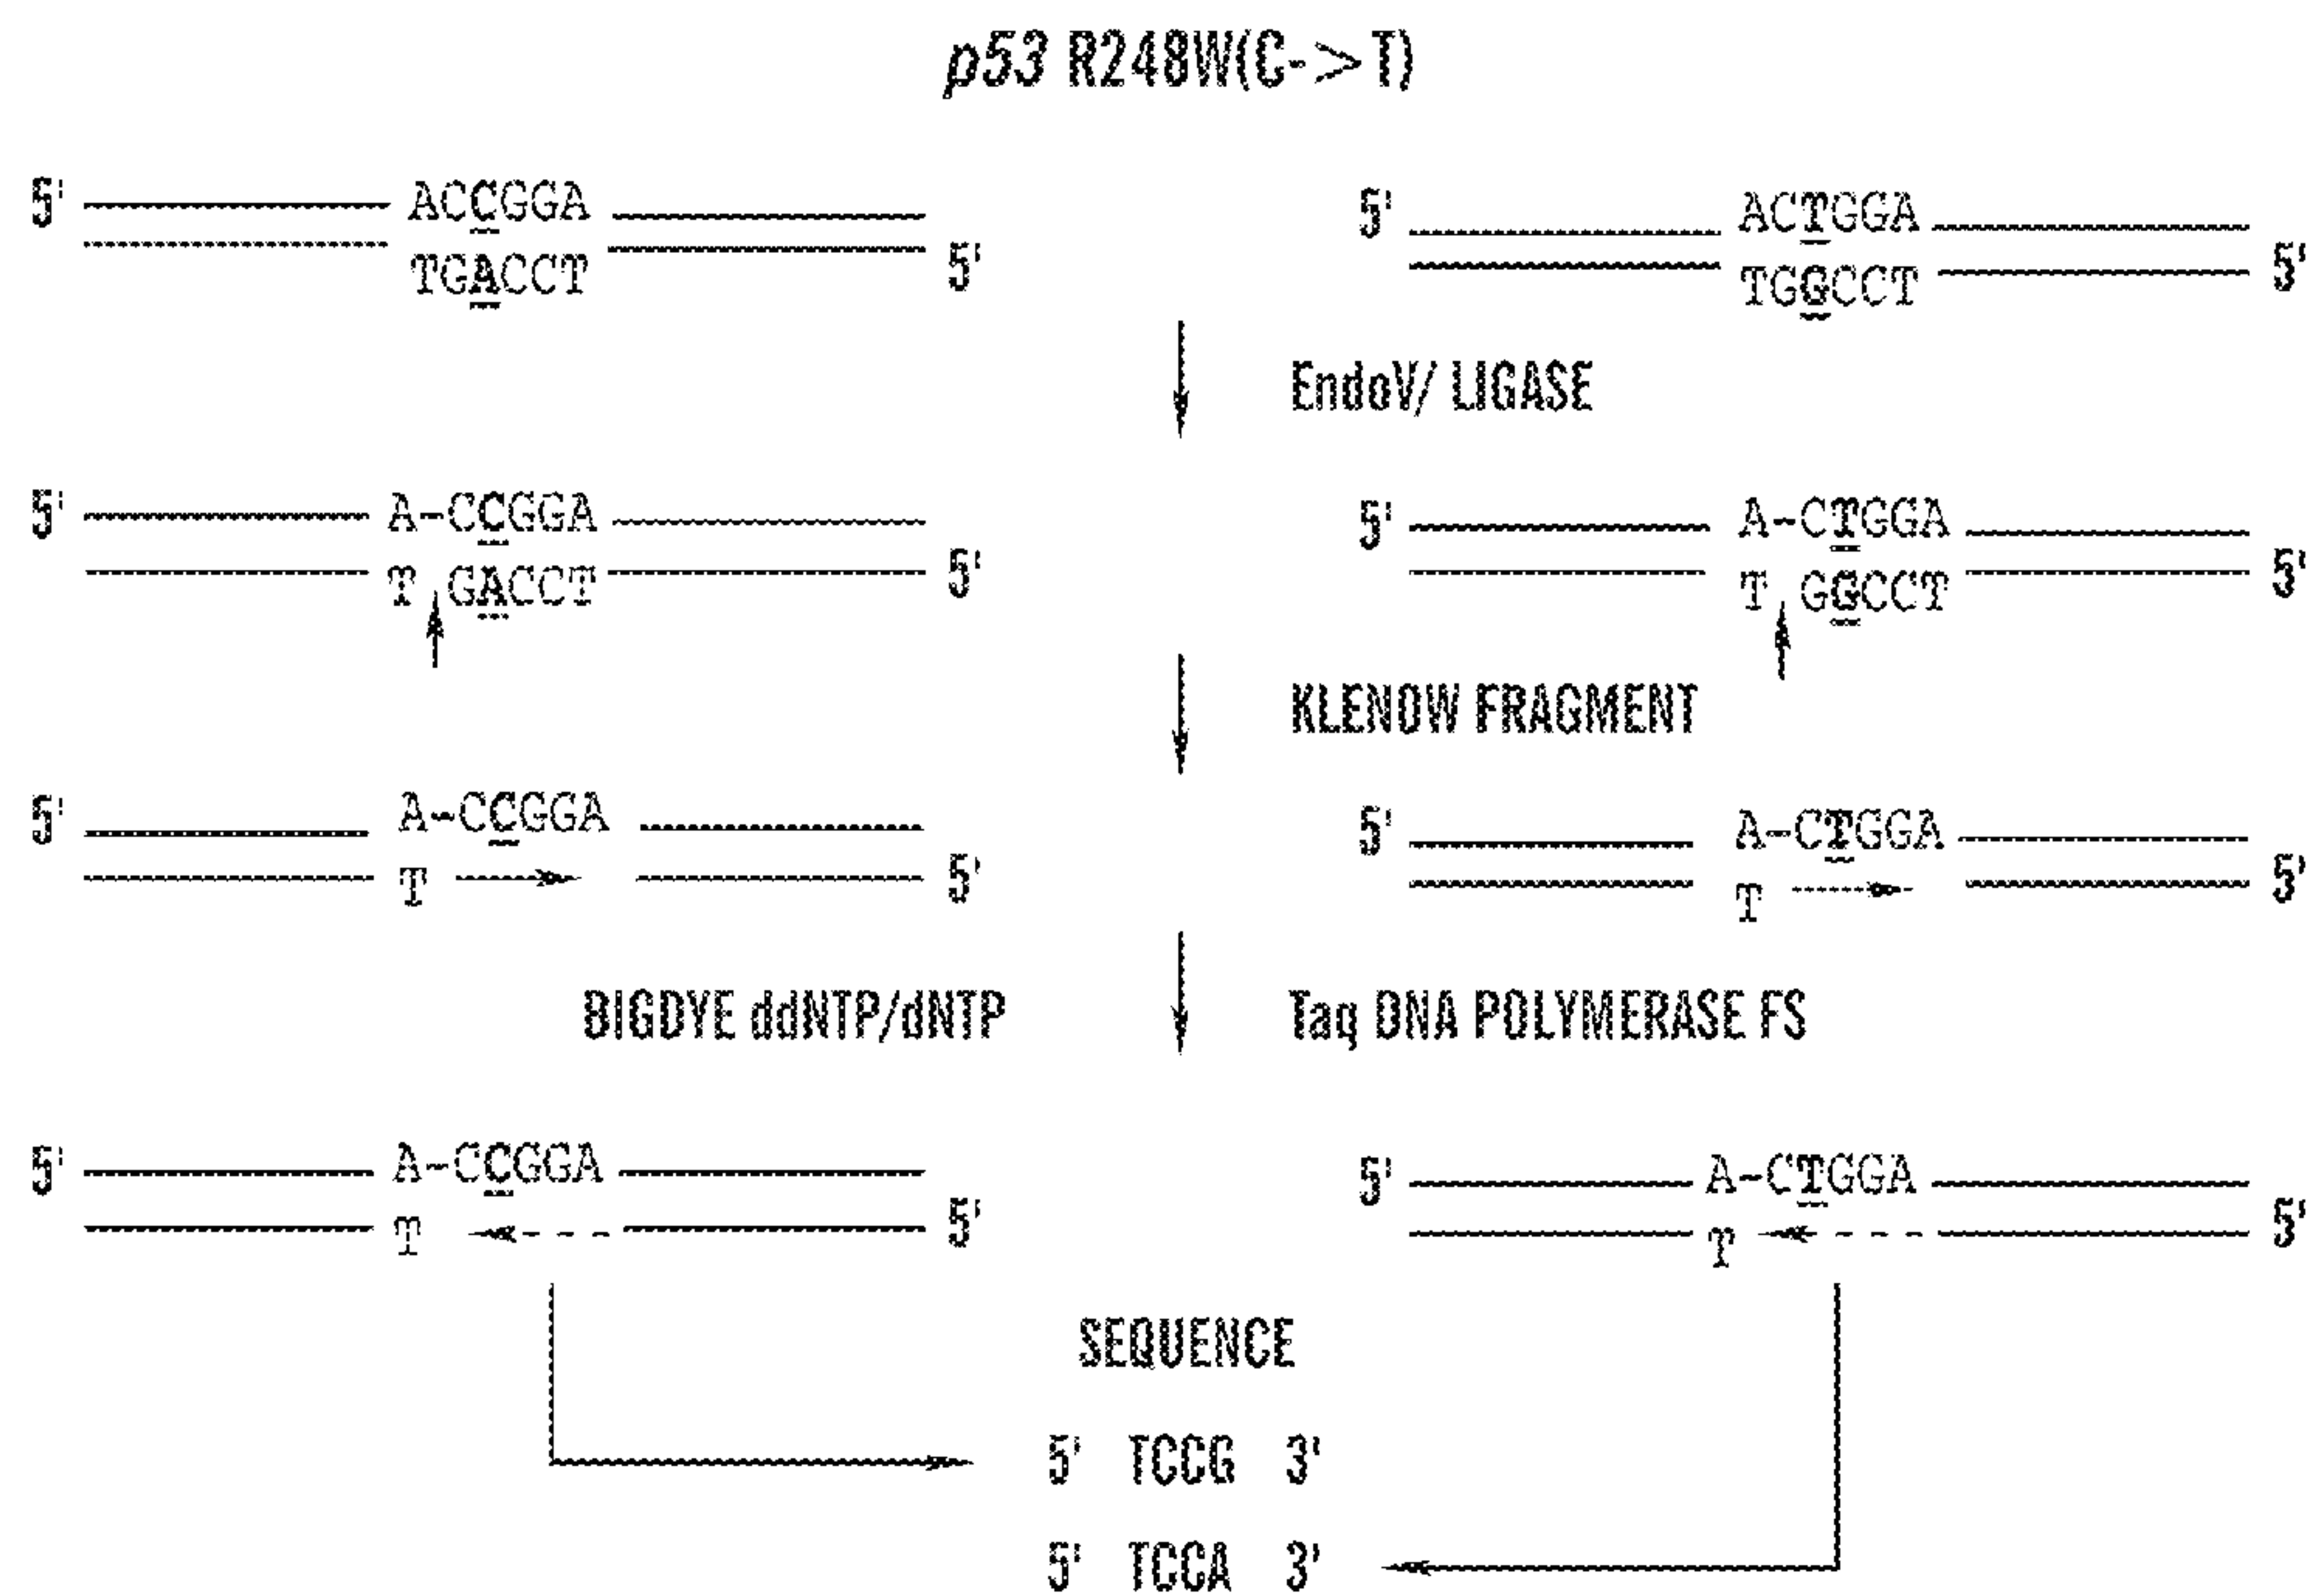 p53 R248W(C->T)
5' ACCGGA
TGACCT 5'
5' ACTGGA
TGGCCT 5'
EndoV/ LIGASE
5' A-CCGGA
T GACCT 5'
5' A-CTGGA
T GGCCT 5'
KLENOW FRAGMENT
5' A-CCGGA
T 5'
5' A-CTGGA
T 5'
BIGDYE ddNTP/dNTP
Taq DNA POLYMERASE FS
5' A-CCGGA
T 5'
5' A-CTGGA
T 5'
SEQUENCE
5' TCCG 3'
5' TCCA 3'